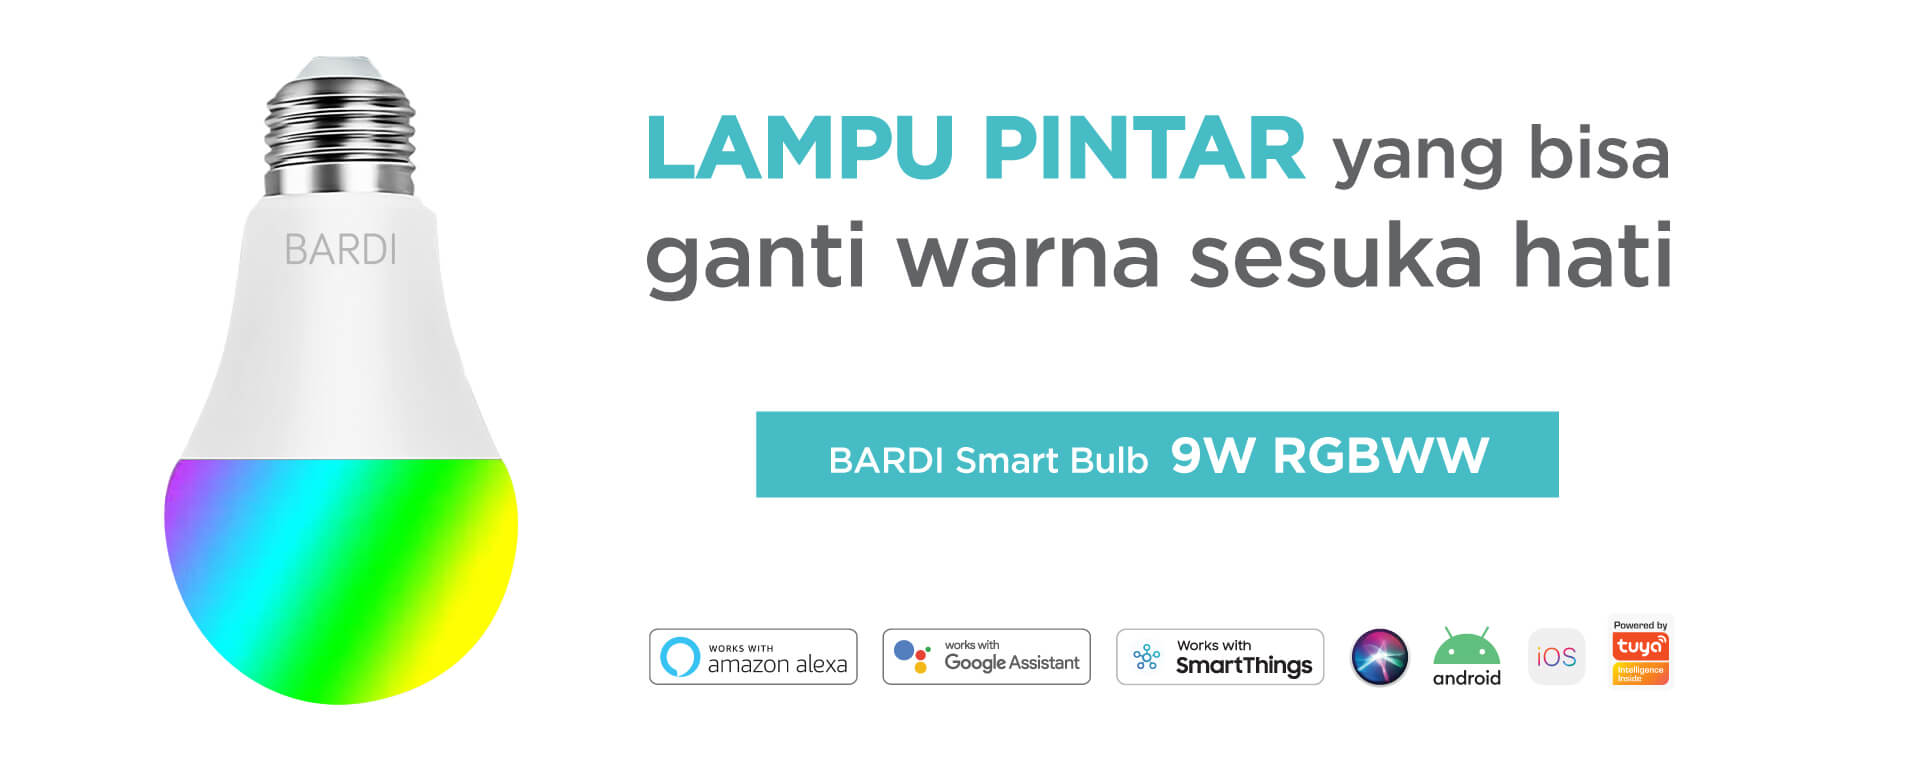 BARDI
LAMPU PINTAR yang bisa
ganti warna sesuka hati
BARDI Smart Bulb 9W RGBWW
WORKS WITH
amazon alexa
works with
Google Assistant
Works with
SmartThings
android
iOS
Powered by
tuya
Intelligence
Inside